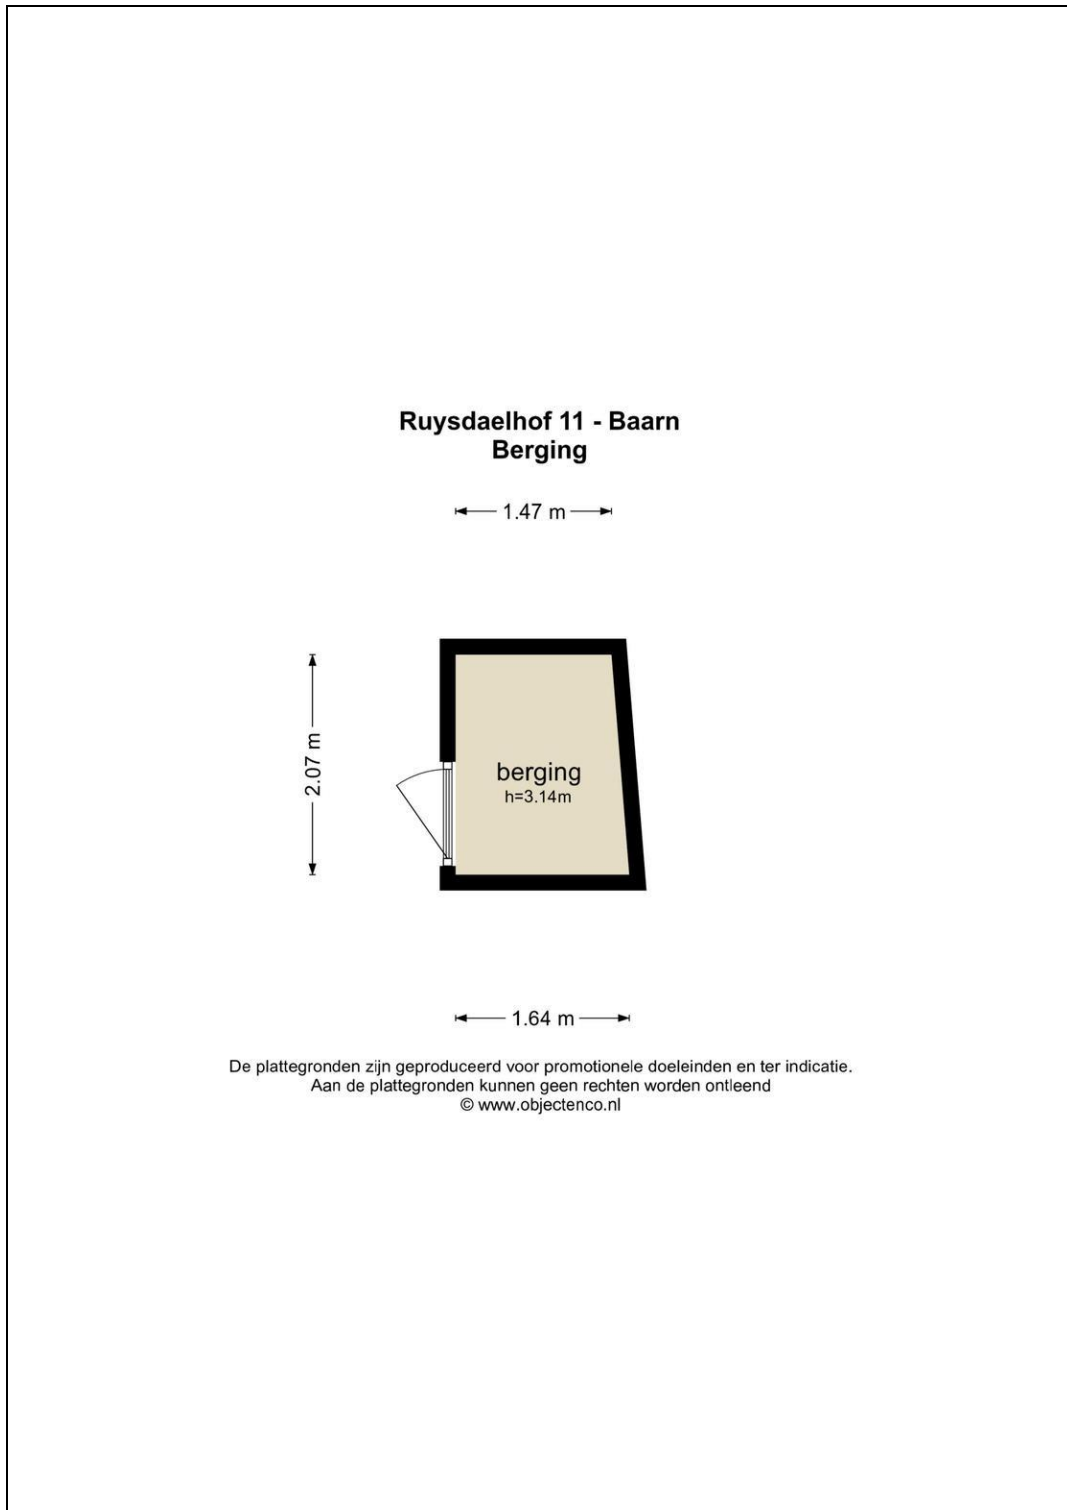 Ruysdaelhof 11 - Baarn
Berging
1.47 m
2.07 m
berging
h=3.14m
1.64 m
De plattegronden zijn geproduceerd voor promotionele doeleinden en ter indicatie.
Aan de plattegronden kunnen geen rechten worden ontleend
© www.objectenco.nl